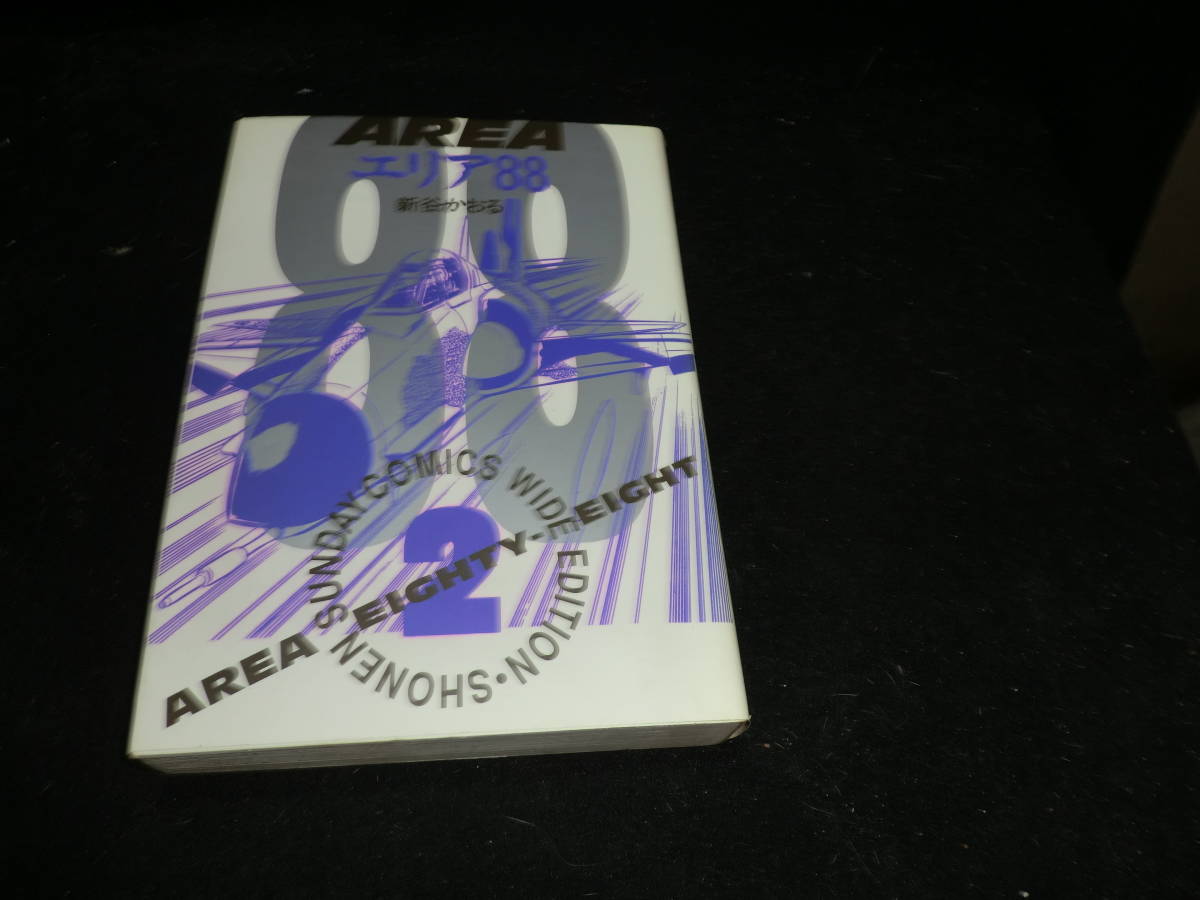 AREA
エリア88
新谷かおる
88
SHONEN SUNDAY COMICS WIDE EDITION•
2
AREA EIGHTY-EIGHT